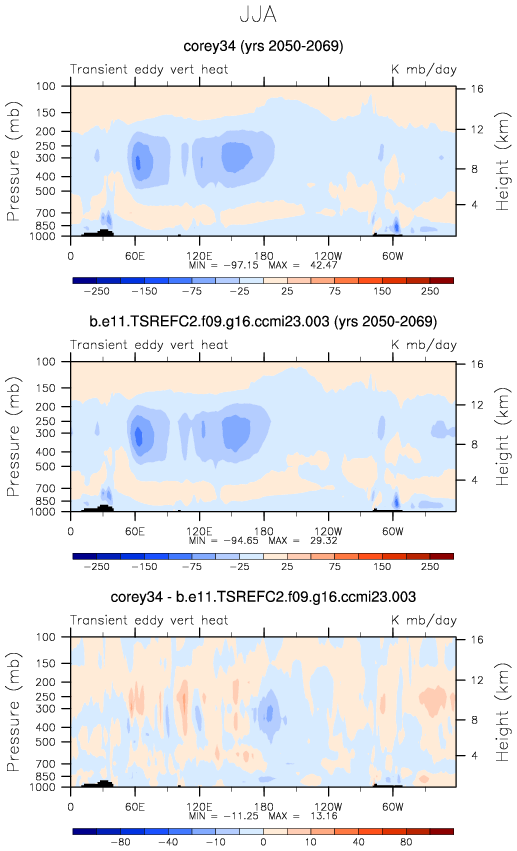 JJA
corey34 (yrs 2050-2069)
Transient eddy vert heat K mb/day
Pressure (mb)
100
150
200
250
300
400
500
700
850
1000
Height (km)
16
12
8
4
0 60E 120E 180 120W 60W
MIN = -97.15 MAX = 42.47
-250 -150 -75 -25 25 75 150 250
b.e11.TSREFC2.f09.g16.ccmi23.003 (yrs 2050-2069)
Transient eddy vert heat K mb/day
Pressure (mb)
100
150
200
250
300
400
500
700
850
1000
Height (km)
16
12
8
4
0 60E 120E 180 120W 60W
MIN = -94.65 MAX = 29.32
-250 -150 -75 -25 25 75 150 250
corey34 - b.e11.TSREFC2.f09.g16.ccmi23.003
Transient eddy vert heat K mb/day
Pressure (mb)
100
150
200
250
300
400
500
700
850
1000
Height (km)
16
12
8
4
0 60E 120E 180 120W 60W
MIN = -11.25 MAX = 13.16
-80 -40 -10 0 10 40 80